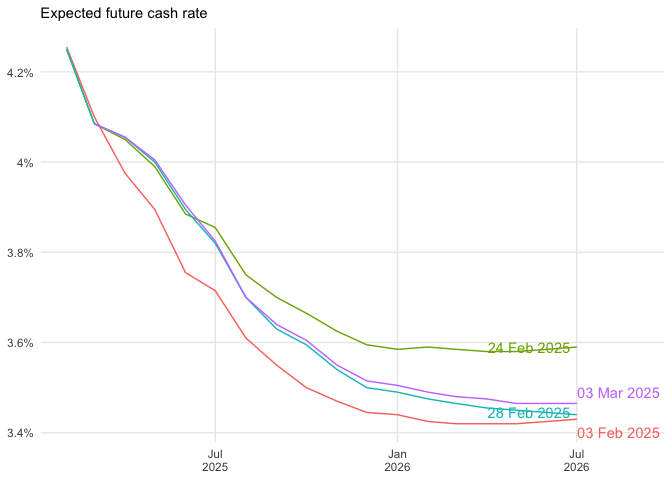 Expected future cash rate
4.2%
4%
3.8%
3.6%
3.4%
24 Feb 2025
03 Mar 2025
28 Feb 2025
03 Feb 2025
Jul
2025
Jan
2026
Jul
2026